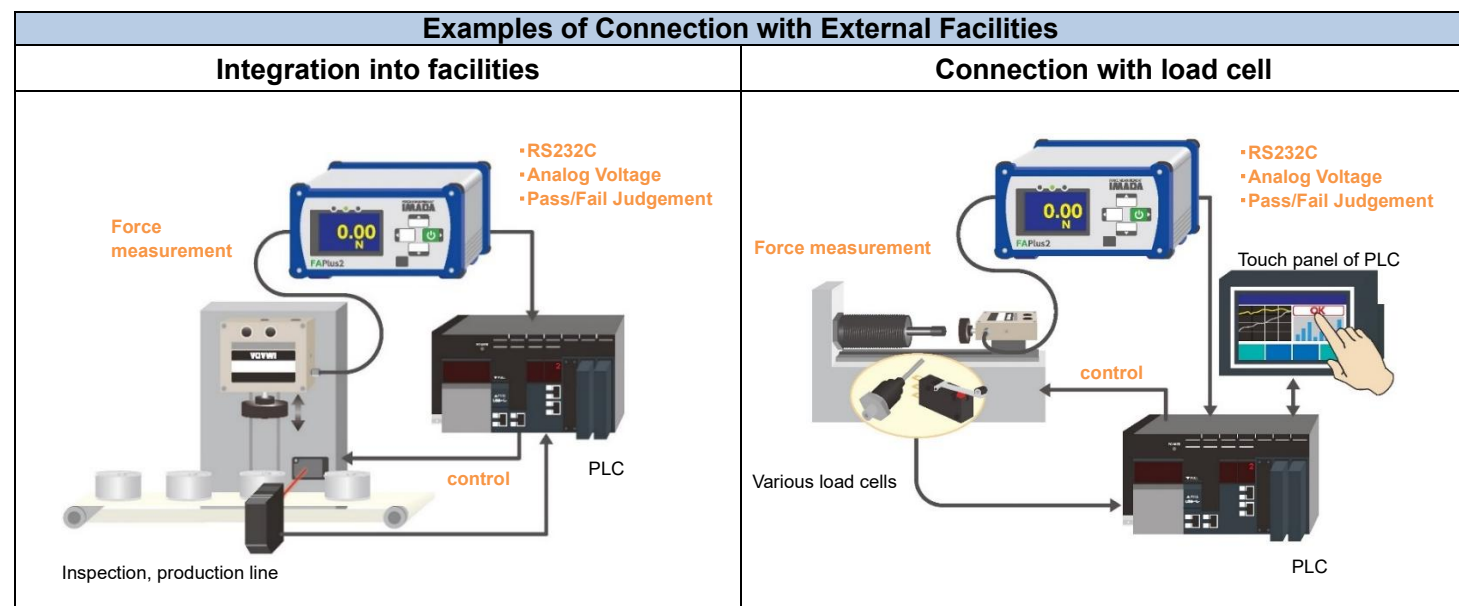 Examples of Connection with External Facilities
Integration into facilities
Connection with load cell
・RS232C
・Analog Voltage
・Pass/Fail Judgement
Force
measurement
IMADA
0.00
N
FAPlus2
control
PLC
Inspection, production line
・RS232C
・Analog Voltage
・Pass/Fail Judgement
Force measurement
IMADA
0.00
N
FAPlus2
Touch panel of PLC
OK
control
Various load cells
PLC